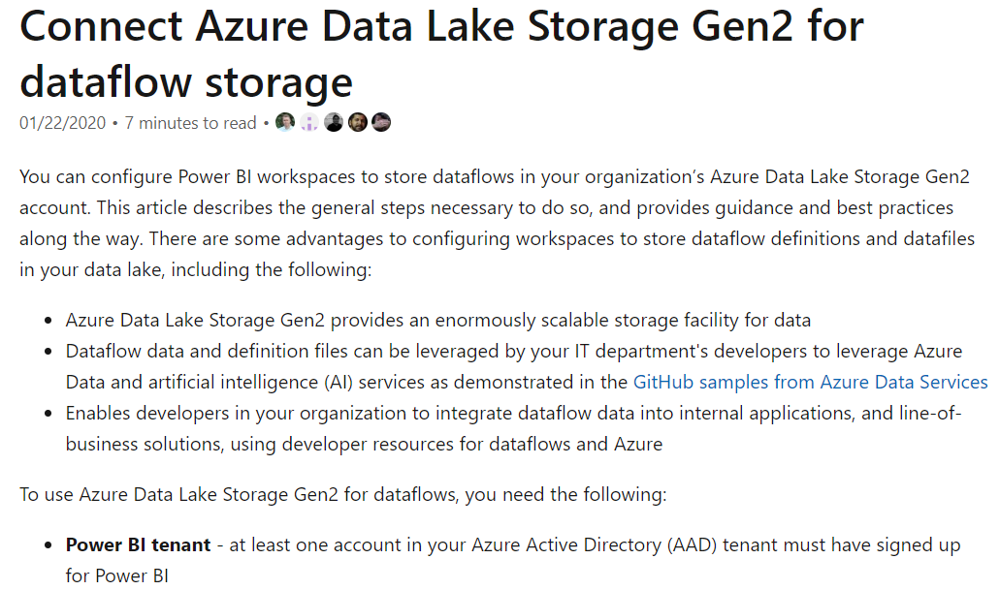 Connect Azure Data Lake Storage Gen2 for
dataflow storage
01/22/2020 • 7 minutes to read •
You can configure Power BI workspaces to store dataflows in your organization’s Azure Data Lake Storage Gen2
account. This article describes the general steps necessary to do so, and provides guidance and best practices
along the way. There are some advantages to configuring workspaces to store dataflow definitions and datafiles
in your data lake, including the following:
• Azure Data Lake Storage Gen2 provides an enormously scalable storage facility for data
• Dataflow data and definition files can be leveraged by your IT department's developers to leverage Azure
Data and artificial intelligence (AI) services as demonstrated in the GitHub samples from Azure Data Services
• Enables developers in your organization to integrate dataflow data into internal applications, and line-of-
business solutions, using developer resources for dataflows and Azure
To use Azure Data Lake Storage Gen2 for dataflows, you need the following:
• Power BI tenant - at least one account in your Azure Active Directory (AAD) tenant must have signed up
for Power BI